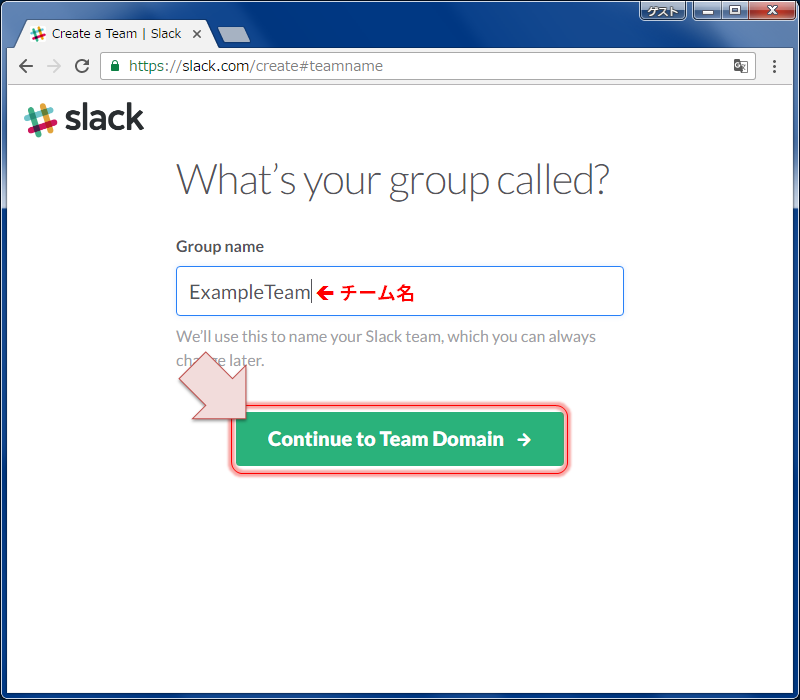 ゲスト
Create a Team | Slack
https://slack.com/create#teamname
slack
What's your group called?
Group name
ExampleTeam ← チーム名
We'll use this to name your Slack team, which you can always
change later.
Continue to Team Domain →